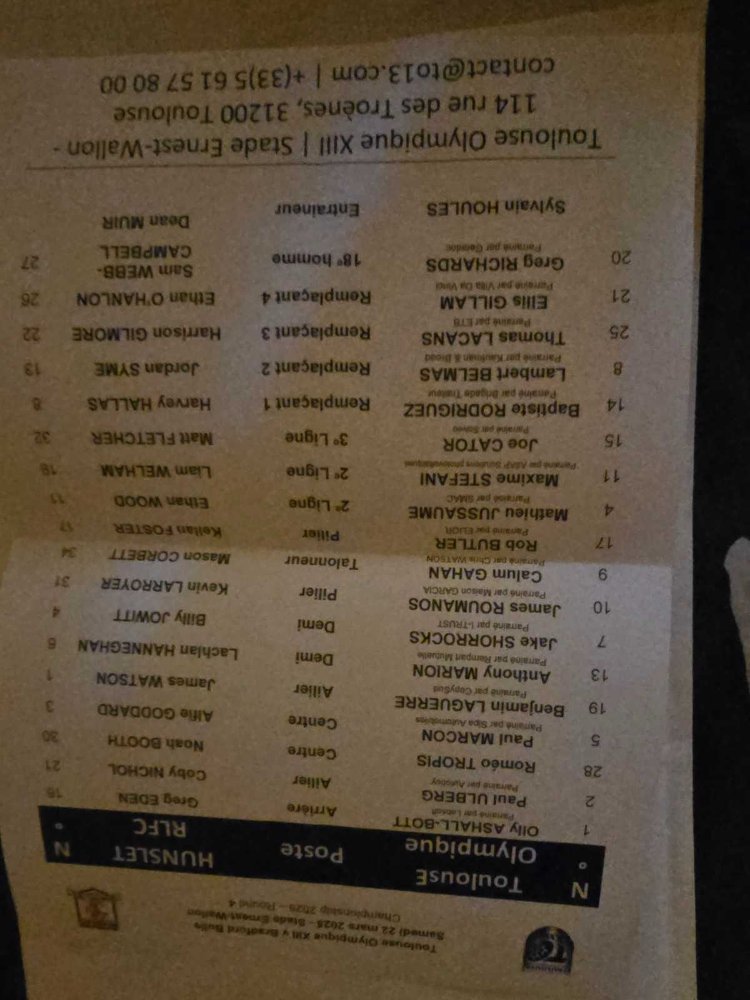 Toulouse Olympique XIII v Bradford Bulls
Samedi 22 mars 2025 - Stade Ernest-Wallon
Championship 2025 – Round 4
N° ToulousE Olympique Poste HUNSLET RLFC N°
1 Olly ASHALL-BOTT Arrière Greg EDEN 16
Parrainé par
2 Paul ULBERG Ailier Coby NICHOL 21
Parrainé par
28 Roméo TROPIS Centre Noah BOOTH 30
5 Paul MARCON Centre Alfie GODDARD 3
Parrainé par Sipa Automobiles
19 Benjamin LAGUERRE Ailier James WATSON 1
Parrainé par CopySud
13 Anthony MARION Demi Lachlan HANNEGHAN 6
Parrainé par Rempart Mutuelle
7 Jake SHORROCKS Demi Billy JOWITT 4
Parrainé par I-TRUST
10 James ROUMANOS Pilier Kevin LARROYER 31
Parrainé par Maison GARCIA
9 Calum GAHAN Talonneur Mason CORBETT 34
Parrainé par Chris WATSON
17 Rob BUTLER Pilier Keltan FOSTER 17
Parrainé par ELIOR
4 Mathieu JUSSAUME 2ᵉ Ligne Ethan WOOD 11
Parrainé par SMAC
11 Maxime STEFANI 2ᵉ Ligne Liam WELHAM 19
Parrainé par ASAP Solutions photovoltaïques
15 Joe CATOR 3ᵉ Ligne Matt FLETCHER 32
Parrainé par
14 Baptiste RODRIGUEZ Remplaçant 1 Harvey HALLAS 8
Parrainé par Brigade Traiteur
8 Lambert BELMAS Remplaçant 2 Jordan SYME 13
Parrainé par Kaufman & Broad
25 Thomas LACANS Remplaçant 3 Harrison GILMORE 22
Parrainé par ETB
21 Ellis GILLAM Remplaçant 4 Ethan O'HANLON 26
Parrainé par Villa Da Vinci
20 Greg RICHARDS 18ᵉ homme Sam WEBB-CAMPBELL 27
Parrainé par
Sylvain HOULES Entraineur Dean MUIR
Toulouse Olympique XIII | Stade Ernest-Wallon -
114 rue des Troènes, 31200 Toulouse
contact@to13.com | +(33)5 61 57 80 00